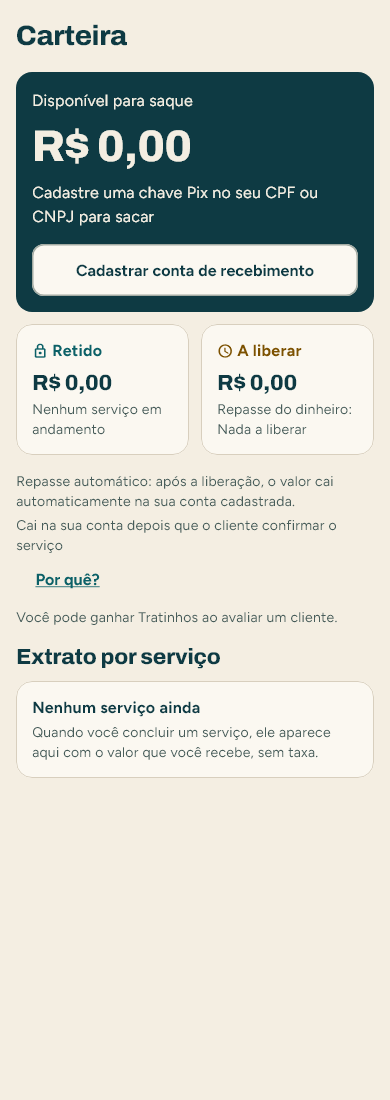 Carteira
Disponível para saque
R$ 0,00
Cadastre uma chave Pix no seu CPF ou
CNPJ para sacar
Cadastrar conta de recebimento
Retido
R$ 0,00
Nenhum serviço em
andamento
A liberar
R$ 0,00
Repasse do dinheiro:
Nada a liberar
Repasse automático: após a liberação, o valor cai
automaticamente na sua conta cadastrada.
Cai na sua conta depois que o cliente confirmar o
serviço
Por quê?
Você pode ganhar Tratinhos ao avaliar um cliente.
Extrato por serviço
Nenhum serviço ainda
Quando você concluir um serviço, ele aparece
aqui com o valor que você recebe, sem taxa.